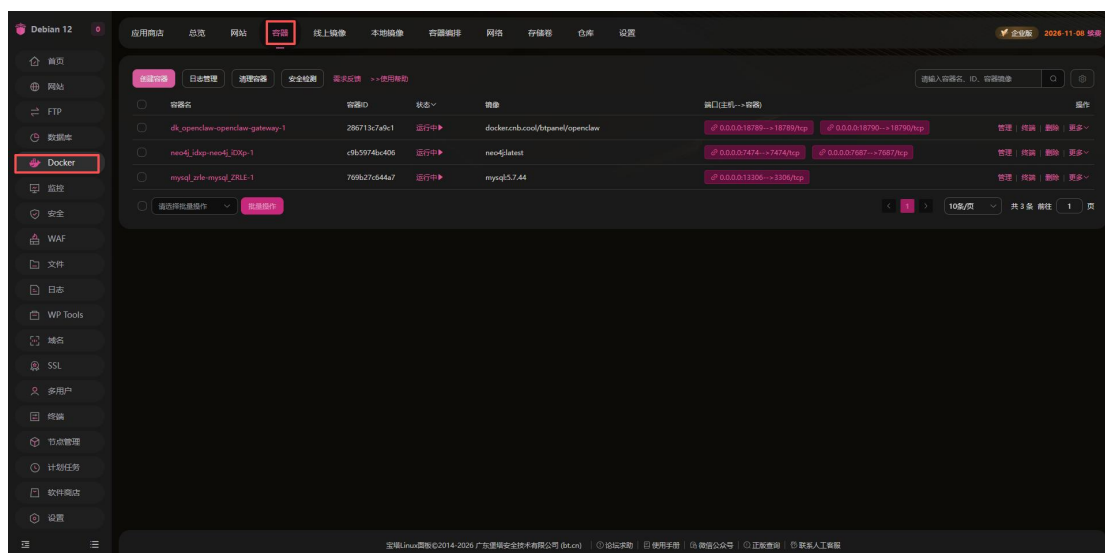 Debian 12 0
应用商店 总览 网站 容器 线上镜像 本地镜像 容器编排 网络 存储卷 仓库 设置 企业版 2026-11-08 续费
首页
网站
FTP
数据库
Docker
监控
安全
WAF
文件
日志
WP Tools
域名
SSL
多用户
终端
节点管理
计划任务
软件商店
设置
创建容器 日志管理 清理容器 安全检测 需求反馈 >>使用帮助 请输入容器名、ID、容器镜像
容器名 容器ID 状态 镜像 端口(主机-->容器) 操作
dk_openclaw-openclaw-gateway-1 286713c7a9c1 运行中 docker.cnb.cool/btpanel/openclaw 0.0.0.0:18789-->18789/tcp 0.0.0.0:18790-->18790/tcp 管理 | 终端 | 删除 | 更多
neo4j_idxp-neo4j_iDXp-1 c9b5974bc406 运行中 neo4j:latest 0.0.0.0:7474-->7474/tcp 0.0.0.0:7687-->7687/tcp 管理 | 终端 | 删除 | 更多
mysql_zrle-mysql_ZRLE-1 769b27c644a7 运行中 mysql:5.7.44 0.0.0.0:13306-->3306/tcp 管理 | 终端 | 删除 | 更多
请选择批量操作 批量操作 1 10条/页 共 3 条 前往 1 页
宝塔Linux面板©2014-2026 广东堡塔安全技术有限公司 (bt.cn) | 论坛求助 | 使用手册 | 微信公众号 | 正版查询 | 联系人工客服